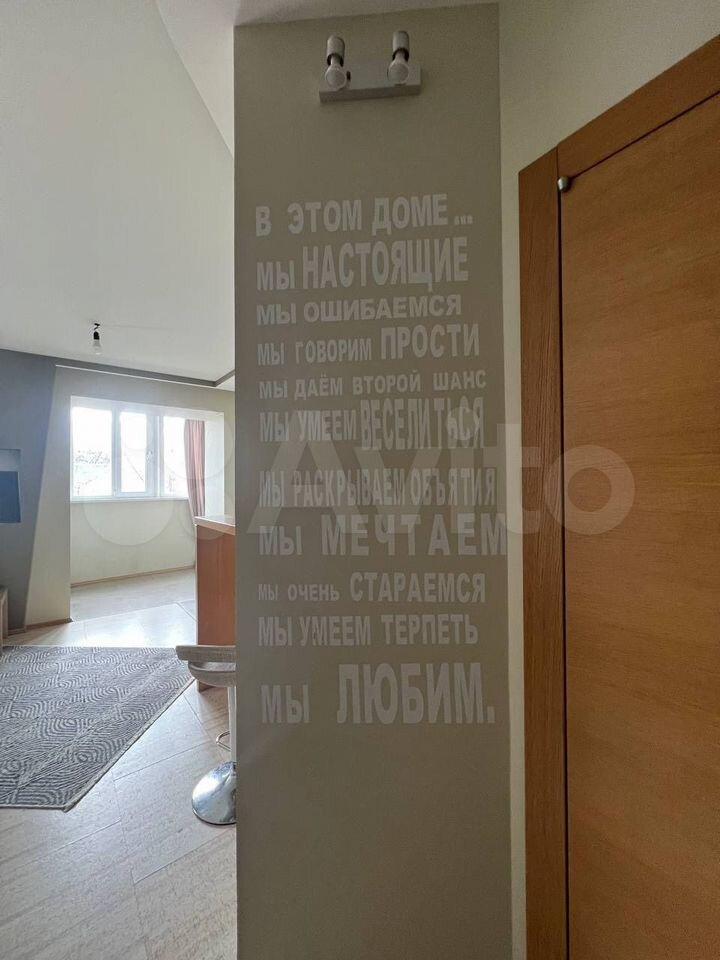 В ЭТОМ ДОМЕ...
МЫ НАСТОЯЩИЕ
МЫ ОШИБАЕМСЯ
МЫ ГОВОРИМ ПРОСТИ
МЫ ДАЁМ ВТОРОЙ ШАНС
МЫ УМЕЕМ ВЕСЕЛИТЬСЯ
МЫ РАСКРЫВАЕМ ОБЪЯТИЯ
МЫ МЕЧТАЕМ
МЫ ОЧЕНЬ СТАРАЕМСЯ
МЫ УМЕЕМ ТЕРПЕТЬ
МЫ ЛЮБИМ.
Avito